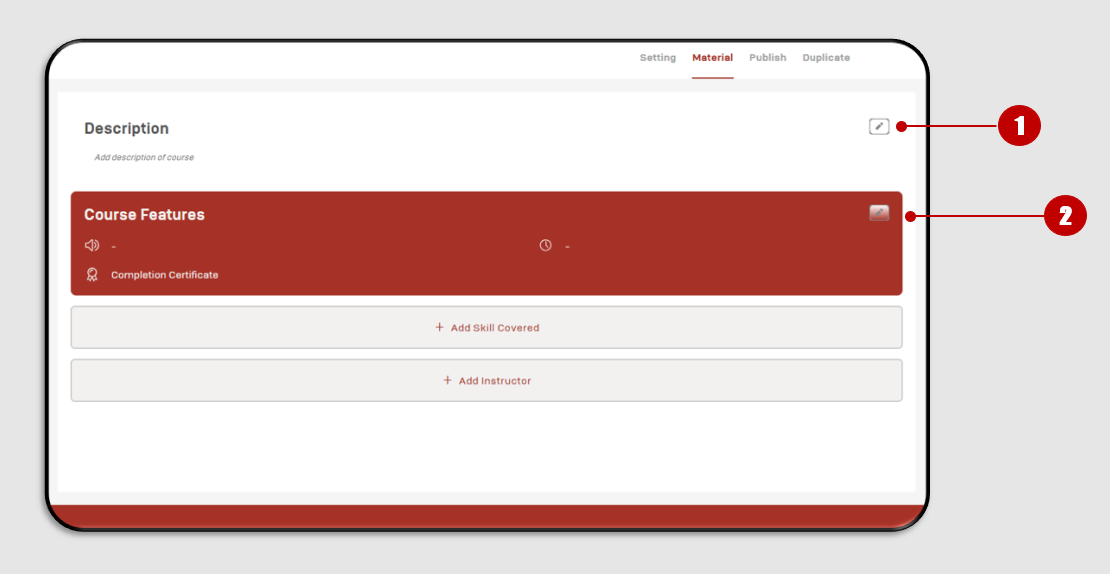 Setting Material Publish Duplicate
Description
1
Add description of course
Course Features
2
- -
Completion Certificate
+ Add Skill Covered
+ Add Instructor